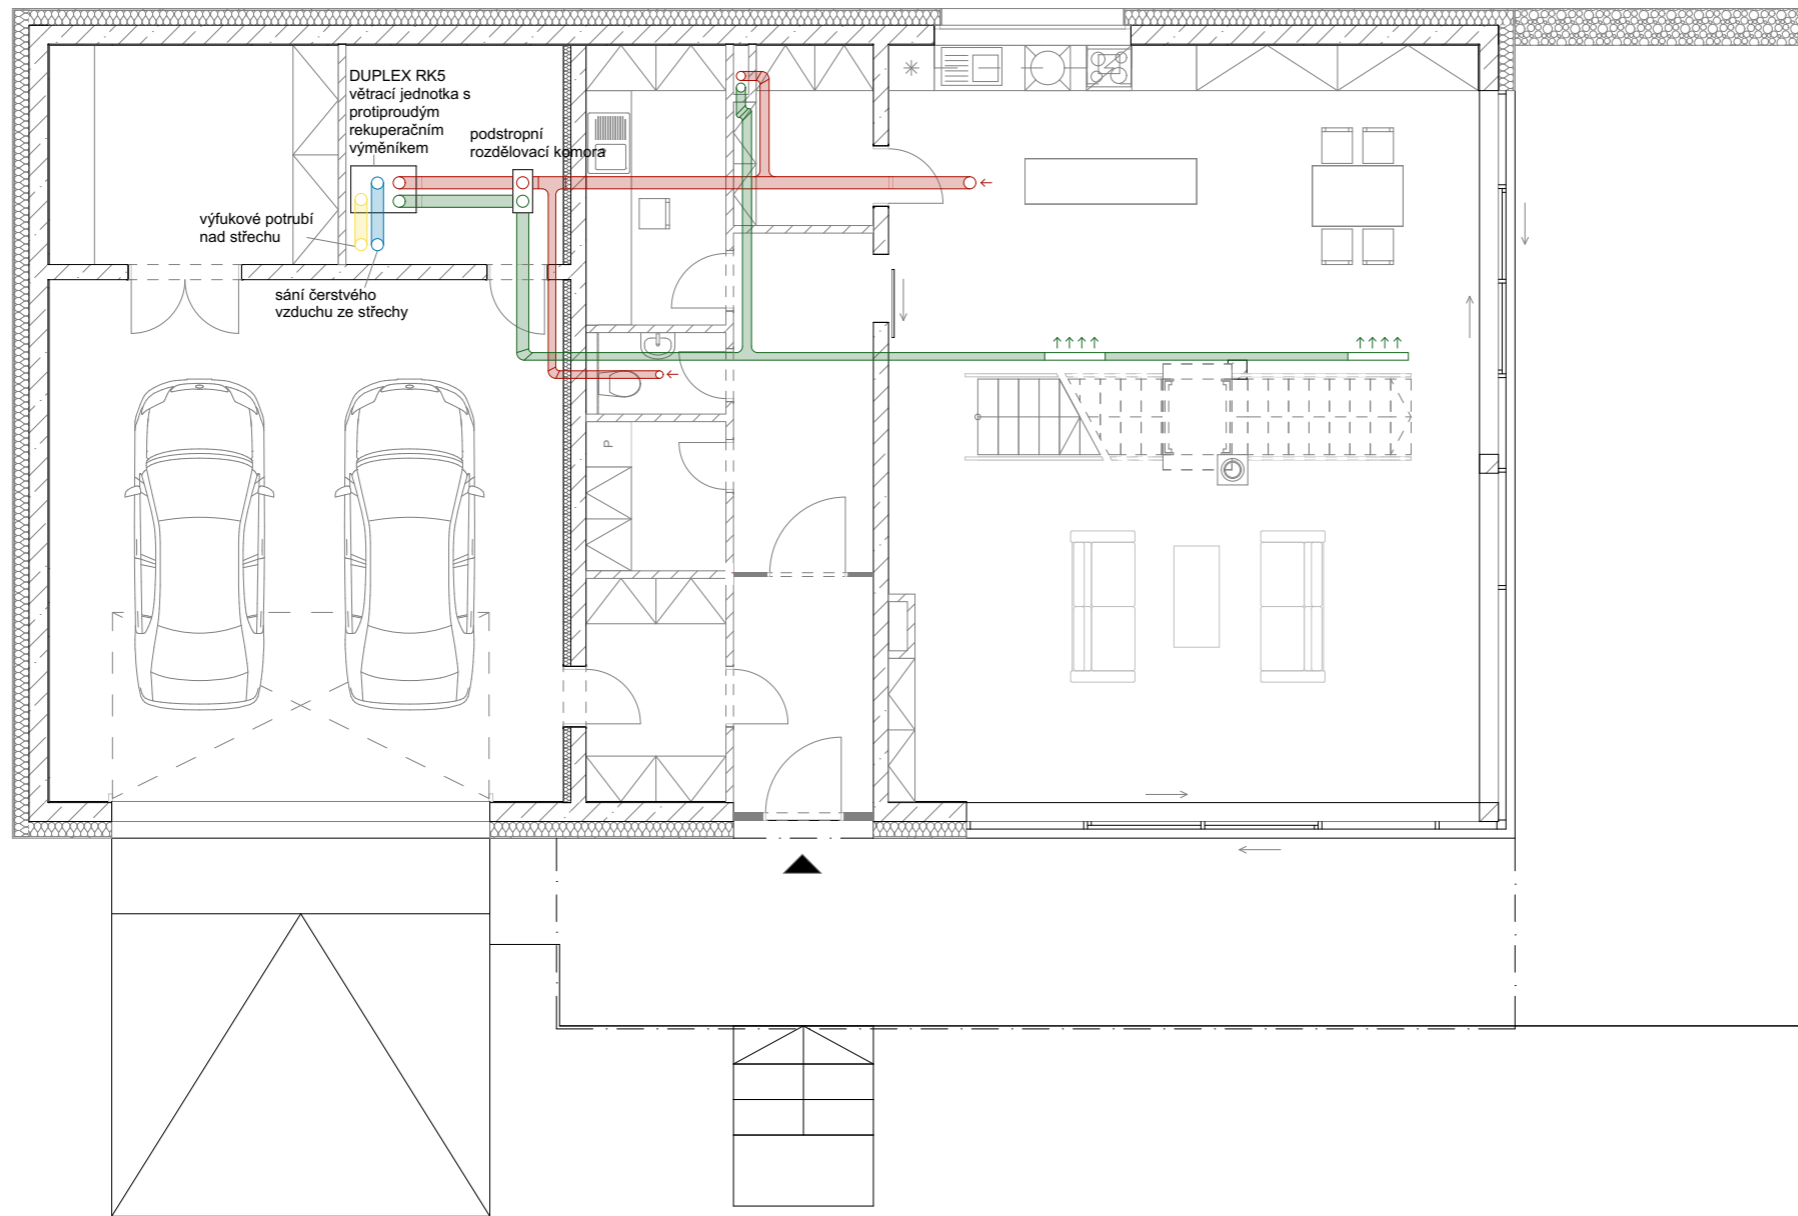 DUPLEX RK5
větrací jednotka s
protiproudým
rekuperačním
výměníkem
podstropní
rozdělovací komora
výfukové potrubí
nad střechu
sání čerstvého
vzduchu ze střechy
P